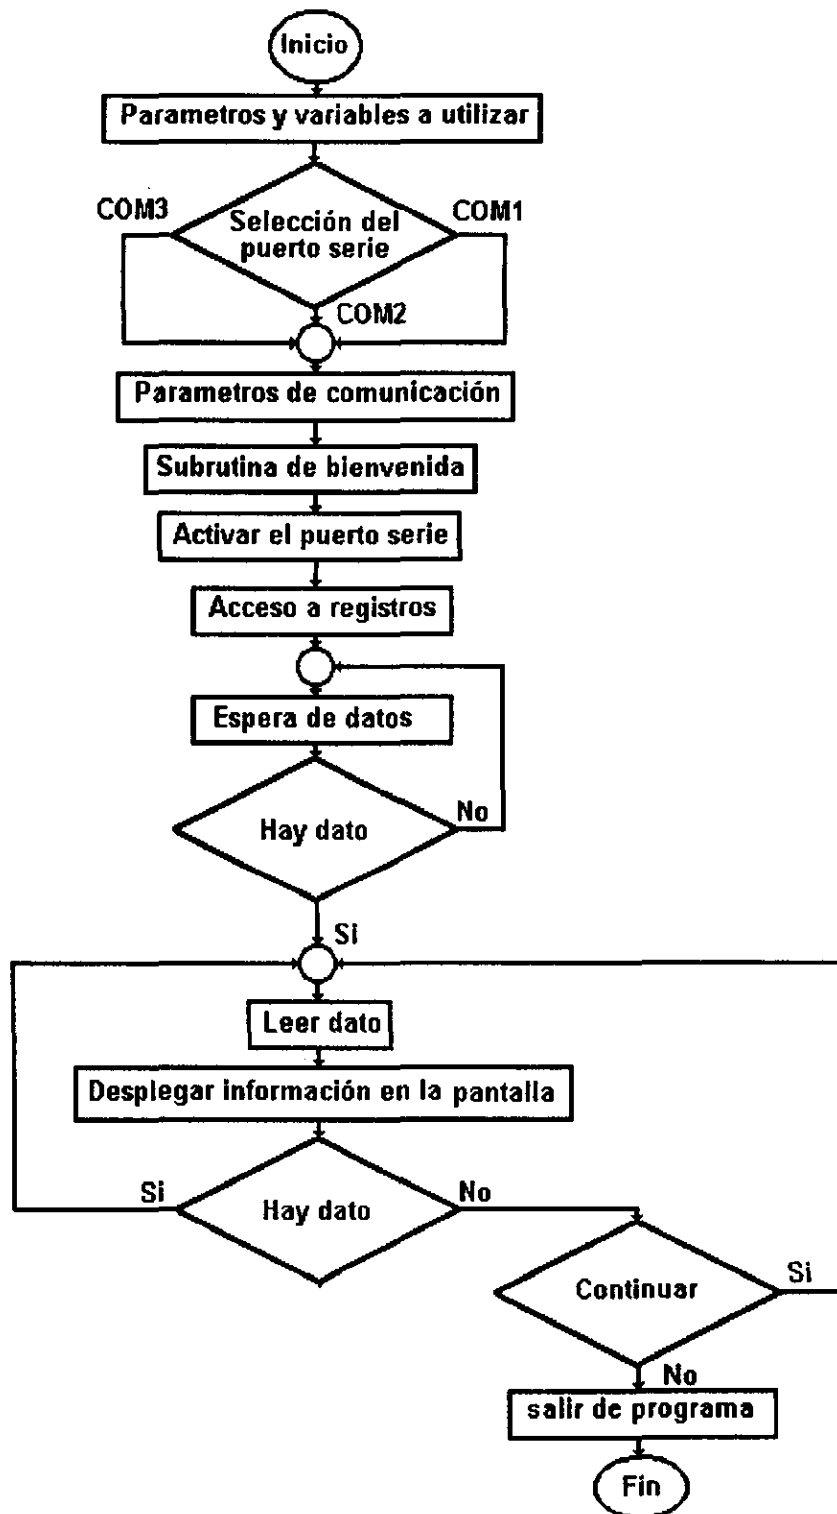 Inicio
Parametros y variables a utilizar
COM3
COM1
Selección del
puerto serie
COM2
Parametros de comunicación
Subrutina de bienvenida
Activar el puerto serie
Acceso a registros
Espera de datos
Hay dato
No
Si
Leer dato
Desplegar información en la pantalla
Si
Hay dato
No
Continuar
Si
No
salir de programa
Fin